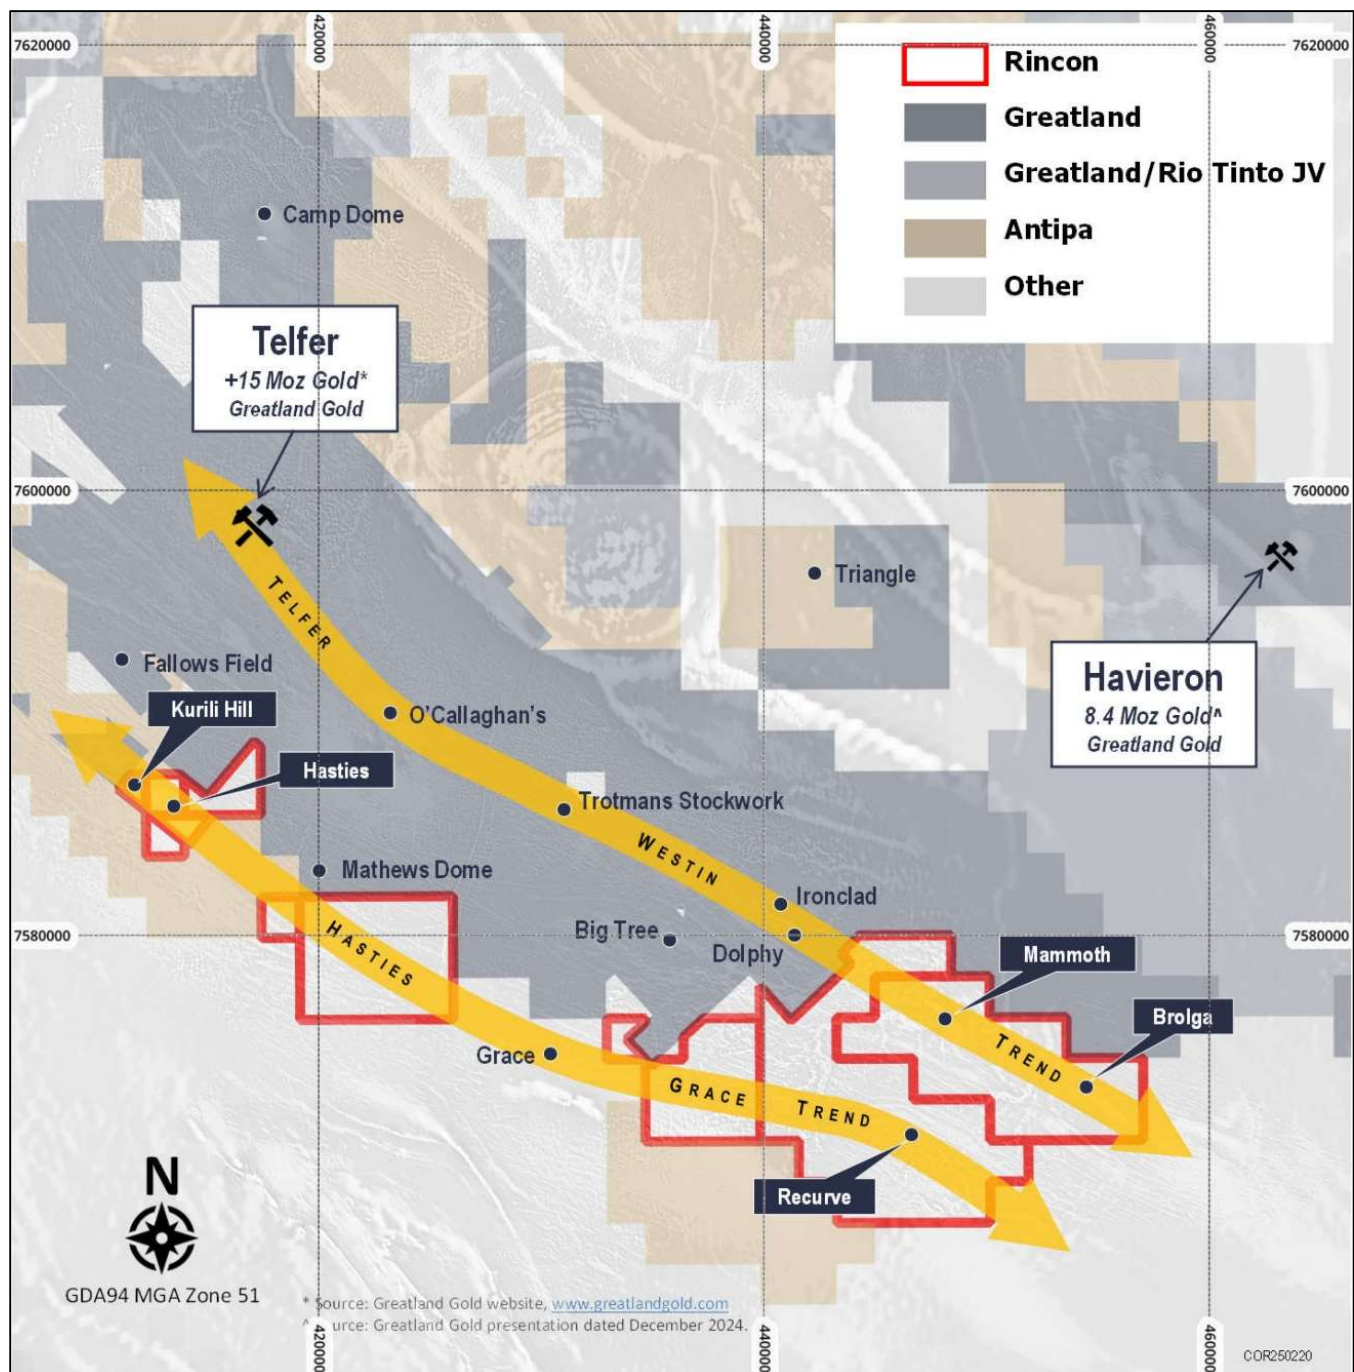 420000
440000
460000
7620000
7620000
Rincon
Greatland
Greatland/Rio Tinto JV
Antipa
Other
Camp Dome
Telfer
+15 Moz Gold*
Greatland Gold
7600000
7600000
Triangle
TELFER
Fallows Field
Kurili Hill
Havieron
8.4 Moz Gold^
Greatland Gold
O'Callaghan's
Hasties
Trotmans Stockwork
WESTIN
Mathews Dome
Ironclad
7580000
7580000
Big Tree
Dolphy
HASTIES
Mammoth
Brolga
Grace
TREND
GRACE TREND
Recurve
N
GDA94 MGA Zone 51
* Source: Greatland Gold website, www.greatlandgold.com
^ urce: Greatland Gold presentation dated December 2024.
420000
440000
460000
COR250220